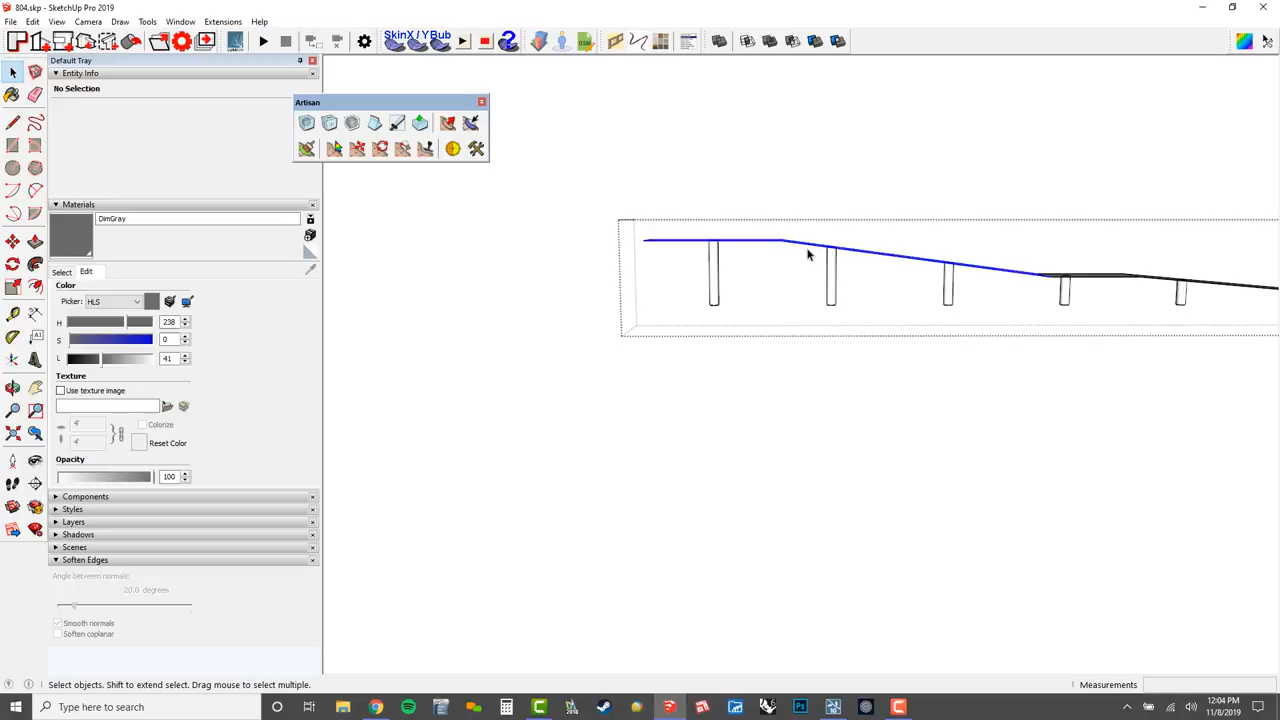 804.skp - SketchUp Pro 2019
File Edit View Camera Draw Tools Window Extensions Help
SkinX / YBub
Default Tray
Entity Info
No Selection
Artisan
Materials
DimGray
Select Edit
Color
Picker: HLS
H 238
S 0
L 41
Texture
Use texture image
4'
4'
Colorize
Reset Color
Opacity
100
Components
Styles
Layers
Shadows
Scenes
Soften Edges
Angle between normals:
20.0 degrees
Smooth normals
Soften coplanar
Select objects. Shift to extend select. Drag mouse to select multiple.
Measurements
Type here to search
12:04 PM
11/8/2019